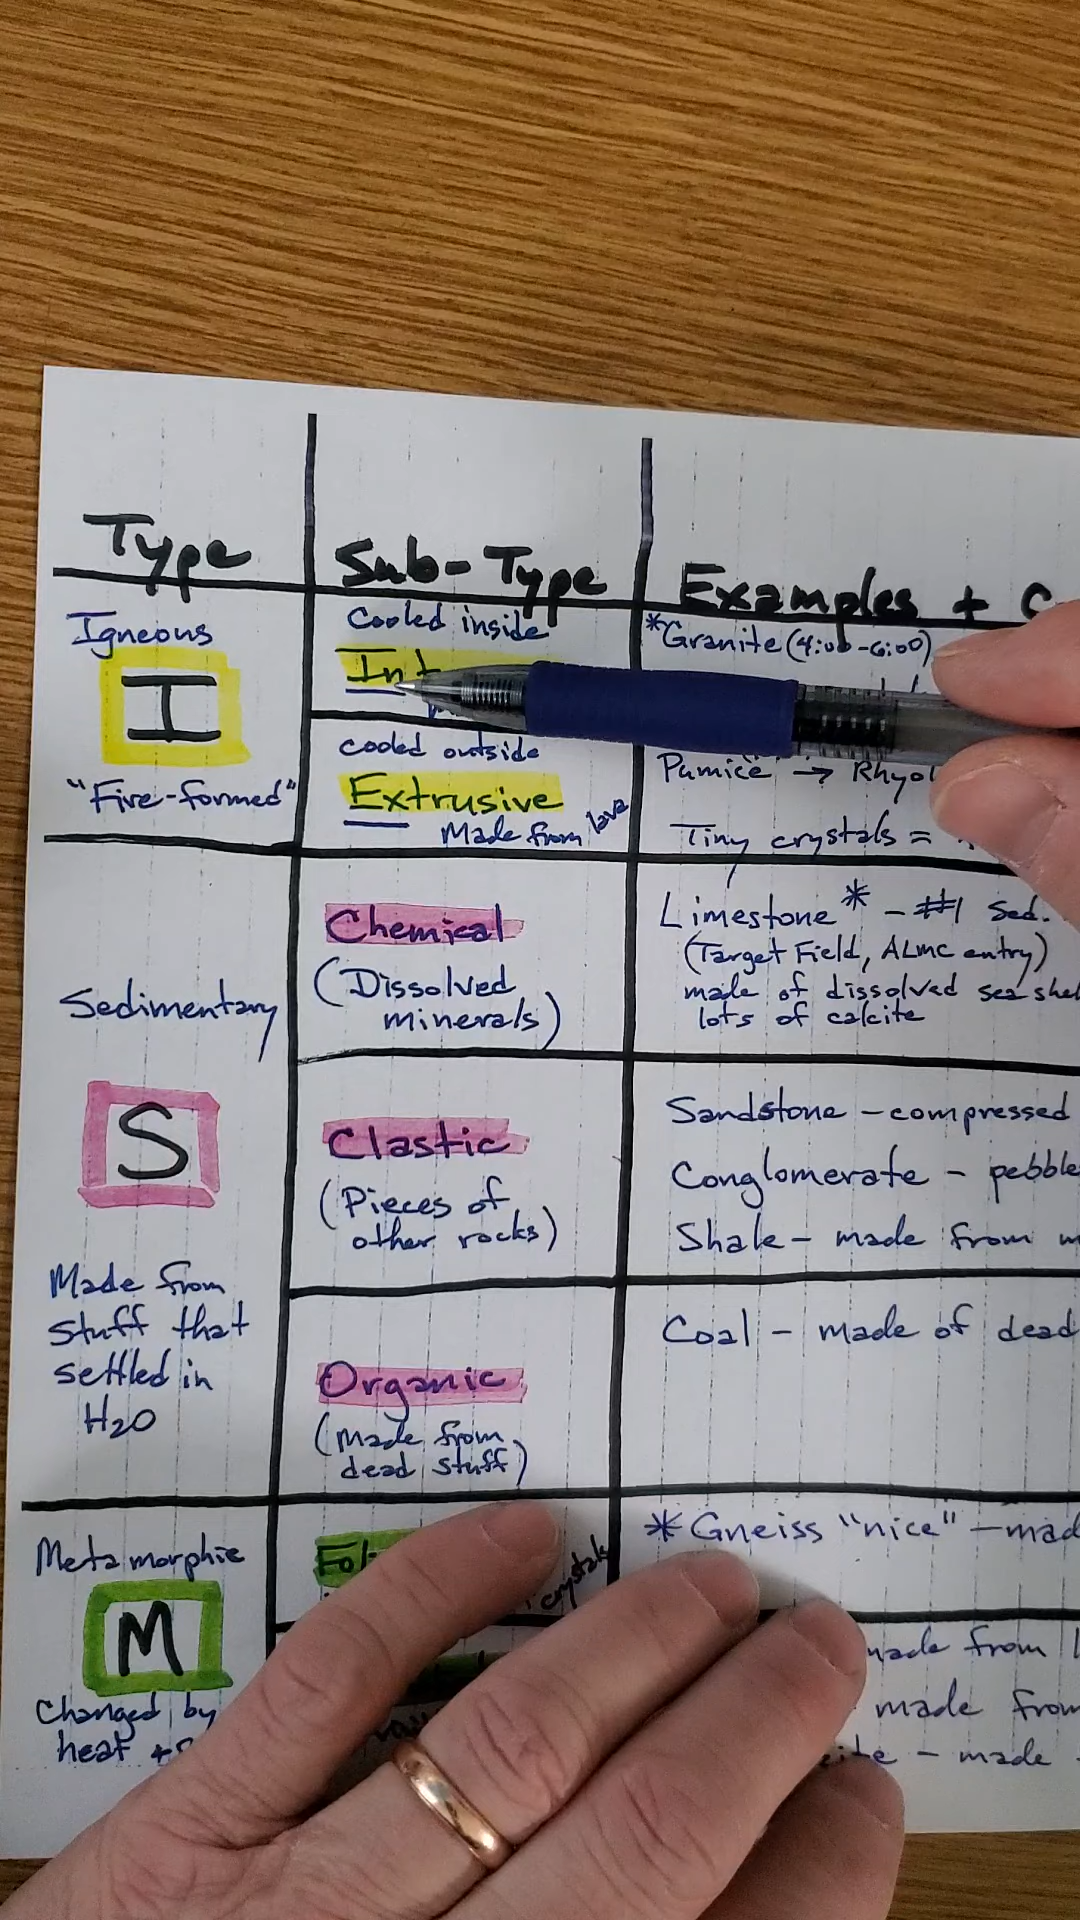 Type
Sub-Type
Examples + C
Igneous
I
"Fire-formed"
Cooled inside
Int
cooled outside
Extrusive
Made from lava
*Granite (4:00-6:00)
Pumice → Rhyol
Tiny crystals =
Sedimentary
S
Made from
stuff that
settled in
H2O
Chemical
(Dissolved
minerals)
Limestone * - #1 Sed.
(Target Field, ALMC entry)
made of dissolved sea shel
lots of calcite
Clastic
(Pieces of
other rocks)
Sandstone - compressed
Conglomerate - pebble
Shale - made from m
Organic
(Made from
dead stuff)
Coal - made of dead
Metamorphic
M
Changed by
heat +
Fol
crystals
* Gneiss "nice" - mad
made from l
made from
ite - made